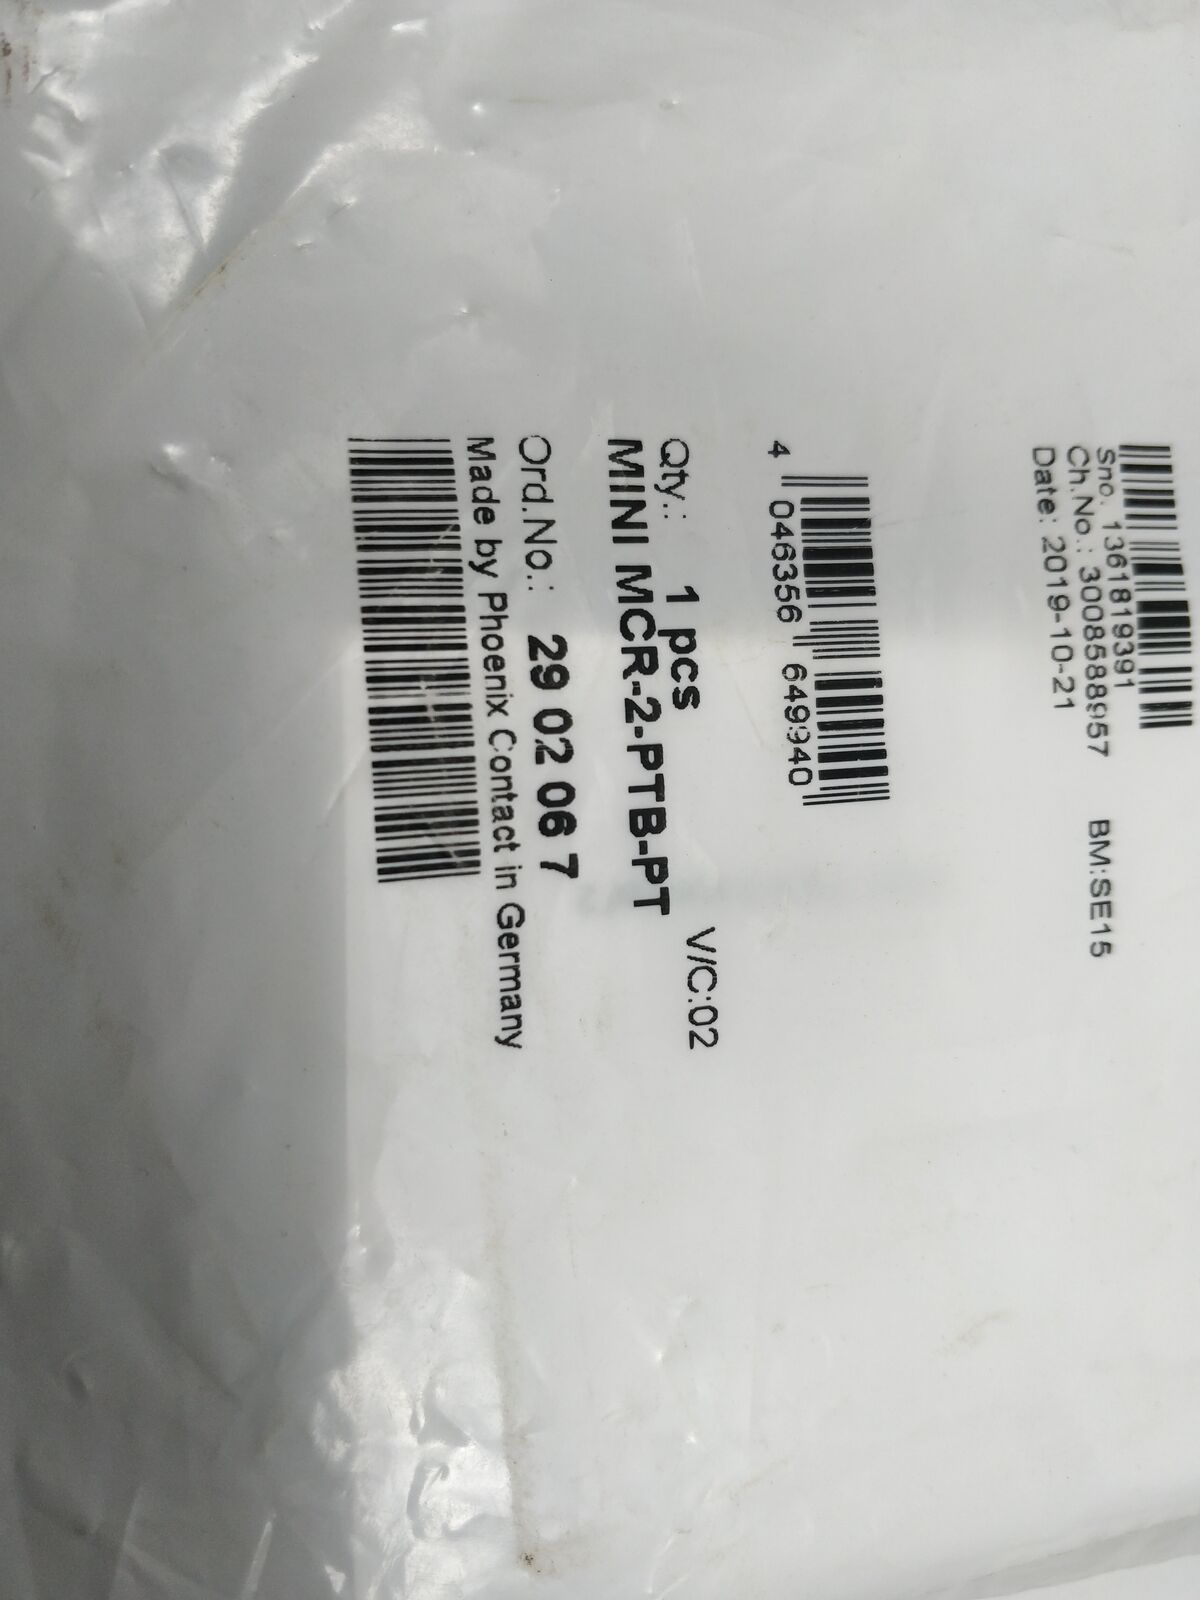 Sno. 1361819391
Ch.No.: 3008588957 BM:SE15
Date: 2019-10-21
4 046356 649940
Qty.: 1 pcs V/C:02
MINI MCR-2-PTB-PT
Ord.No.: 29 02 06 7
Made by Phoenix Contact in Germany